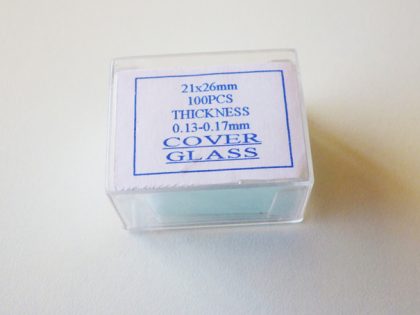 21x26mm
100PCS
THICKNESS
0.13-0.17mm
COVER
GLASS